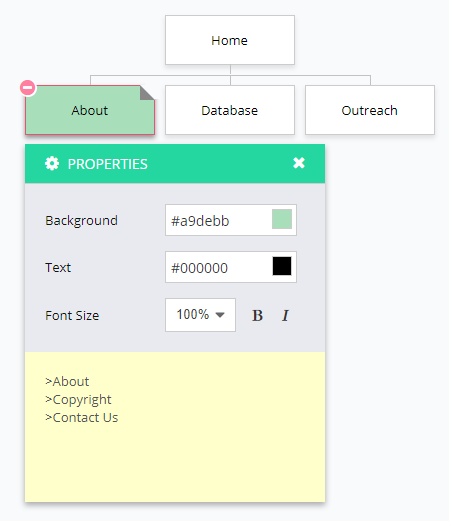 Home
About
Database
Outreach
PROPERTIES
Background
#a9debb
Text
#000000
Font Size
100%
B
I
>About
>Copyright
>Contact Us